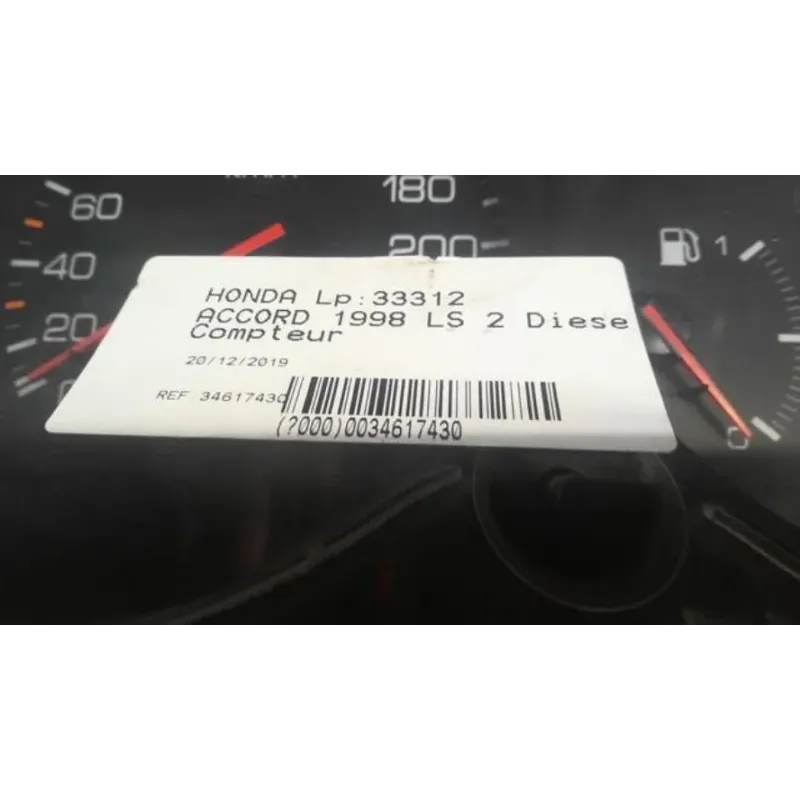 180
60
200
1
40
HONDA Lp:33312
ACCORD 1998 LS 2 Diese
20
Compteur
20/12/2019
REF 34617430
(?000)0034617430
0